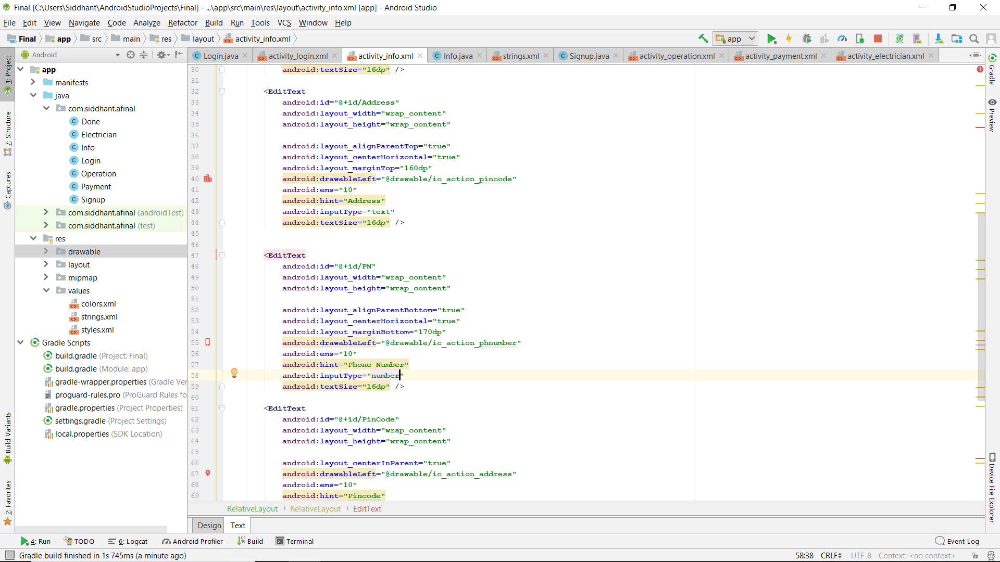 Final [C:\Users\Siddhant\AndroidStudioProjects\Final] - ...\app\src\main\res\layout\activity_info.xml [app] - Android Studio
File Edit View Navigate Code Analyze Refactor Build Run Tools VCS Window Help
Final app src main res layout activity_info.xml
app
Android
Login.java activity_login.xml activity_info.xml Info.java strings.xml Signup.java activity_operation.xml activity_payment.xml activity_electrician.xml
1: Project
7: Structure
Captures
Build Variants
2: Favorites
app
manifests
java
com.siddhant.afinal
Done
Electrician
Info
Login
Operation
Payment
Signup
com.siddhant.afinal (androidTest)
com.siddhant.afinal (test)
res
drawable
layout
mipmap
values
colors.xml
strings.xml
styles.xml
Gradle Scripts
build.gradle (Project: Final)
build.gradle (Module: app)
gradle-wrapper.properties (Gradle Ver
proguard-rules.pro (ProGuard Rules fo
gradle.properties (Project Properties)
settings.gradle (Project Settings)
local.properties (SDK Location)
30 android:textSize="16dp" />
31
32 <EditText
33 android:id="@+id/Address"
34 android:layout_width="wrap_content"
35 android:layout_height="wrap_content"
36
37 android:layout_alignParentTop="true"
38 android:layout_centerHorizontal="true"
39 android:layout_marginTop="160dp"
40 android:drawableLeft="@drawable/ic_action_pincode"
41 android:ems="10"
42 android:hint="Address"
43 android:inputType="text"
44 android:textSize="16dp" />
45
46
47 <EditText
48 android:id="@+id/PN"
49 android:layout_width="wrap_content"
50 android:layout_height="wrap_content"
51
52 android:layout_alignParentBottom="true"
53 android:layout_centerHorizontal="true"
54 android:layout_marginBottom="170dp"
55 android:drawableLeft="@drawable/ic_action_phnumber"
56 android:ems="10"
57 android:hint="Phone Number"
58 android:inputType="number"
59 android:textSize="16dp" />
60
61 <EditText
62 android:id="@+id/PinCode"
63 android:layout_width="wrap_content"
64 android:layout_height="wrap_content"
65
66 android:layout_centerInParent="true"
67 android:drawableLeft="@drawable/ic_action_address"
68 android:ems="10"
69 android:hint="Pincode"
RelativeLayout › RelativeLayout › EditText
Design Text
Gradle
Preview
Device File Explorer
4: Run TODO 6: Logcat Android Profiler Build Terminal Event Log
Gradle build finished in 1s 745ms (a minute ago) 58:38 CRLF UTF-8 Context: <no context>